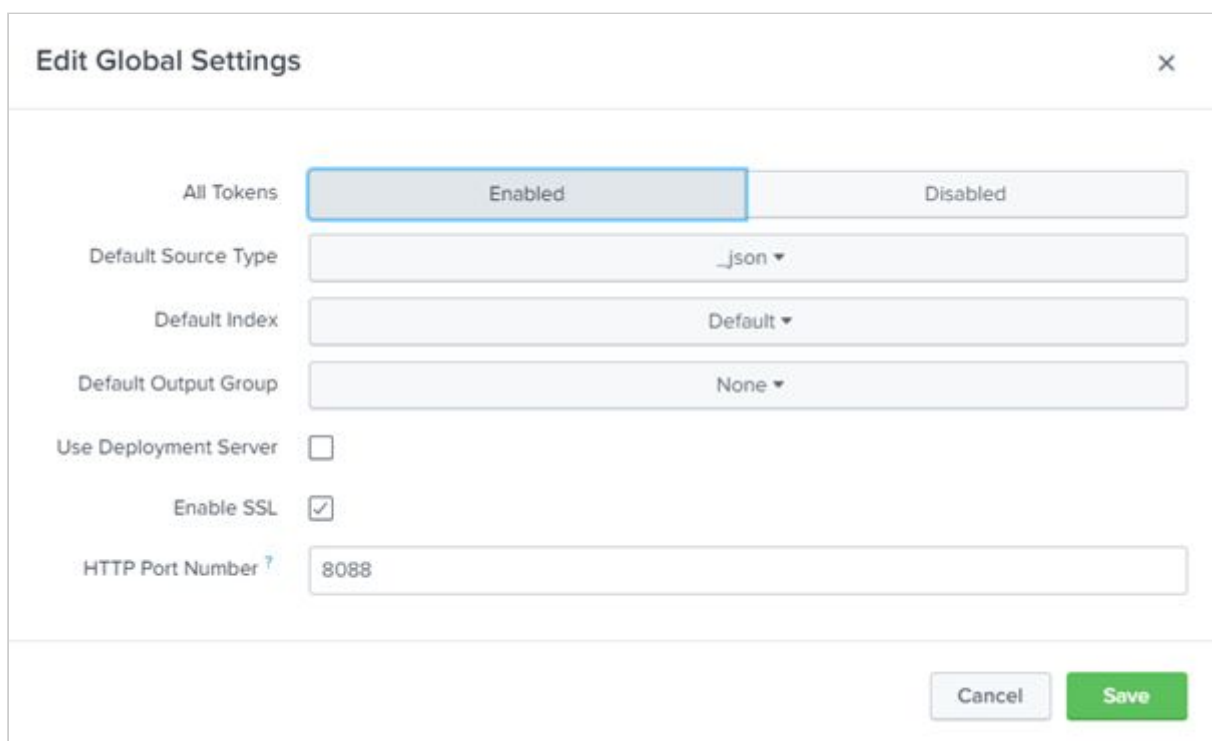 Edit Global Settings ×
All Tokens Enabled Disabled
Default Source Type _json ▾
Default Index Default ▾
Default Output Group None ▾
Use Deployment Server
Enable SSL
HTTP Port Number ? 8088
Cancel Save